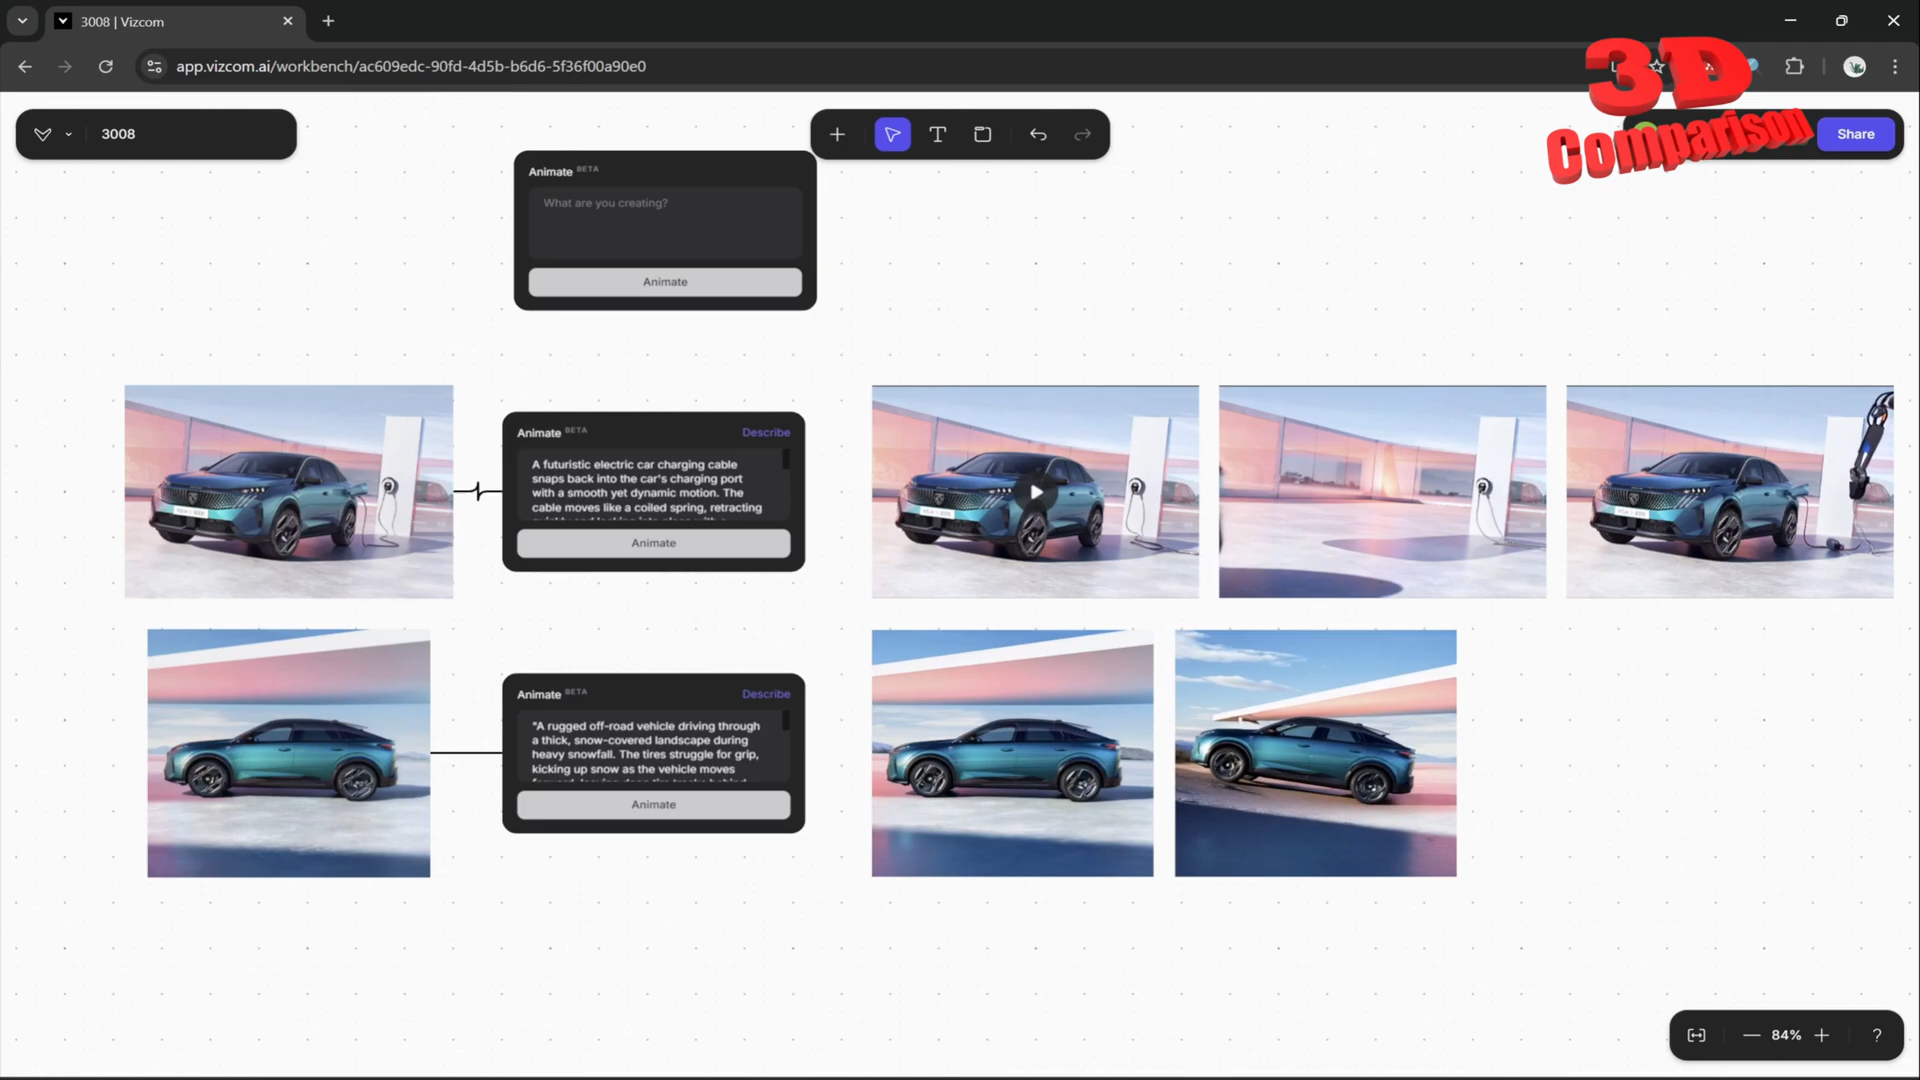 3008 | Vizcom
app.vizcom.ai/workbench/ac609edc-90fd-4d5b-b6d6-5f36f00a90e0
3D
Comparison
3008
Share
Animate BETA
What are you creating?
Animate
Animate BETA
Describe
A futuristic electric car charging cable
snaps back into the car's charging port
with a smooth yet dynamic motion. The
cable moves like a coiled spring, retracting
Animate
Animate BETA
Describe
"A rugged off-road vehicle driving through
a thick, snow-covered landscape during
heavy snowfall. The tires struggle for grip,
kicking up snow as the vehicle moves
Animate
84%
?